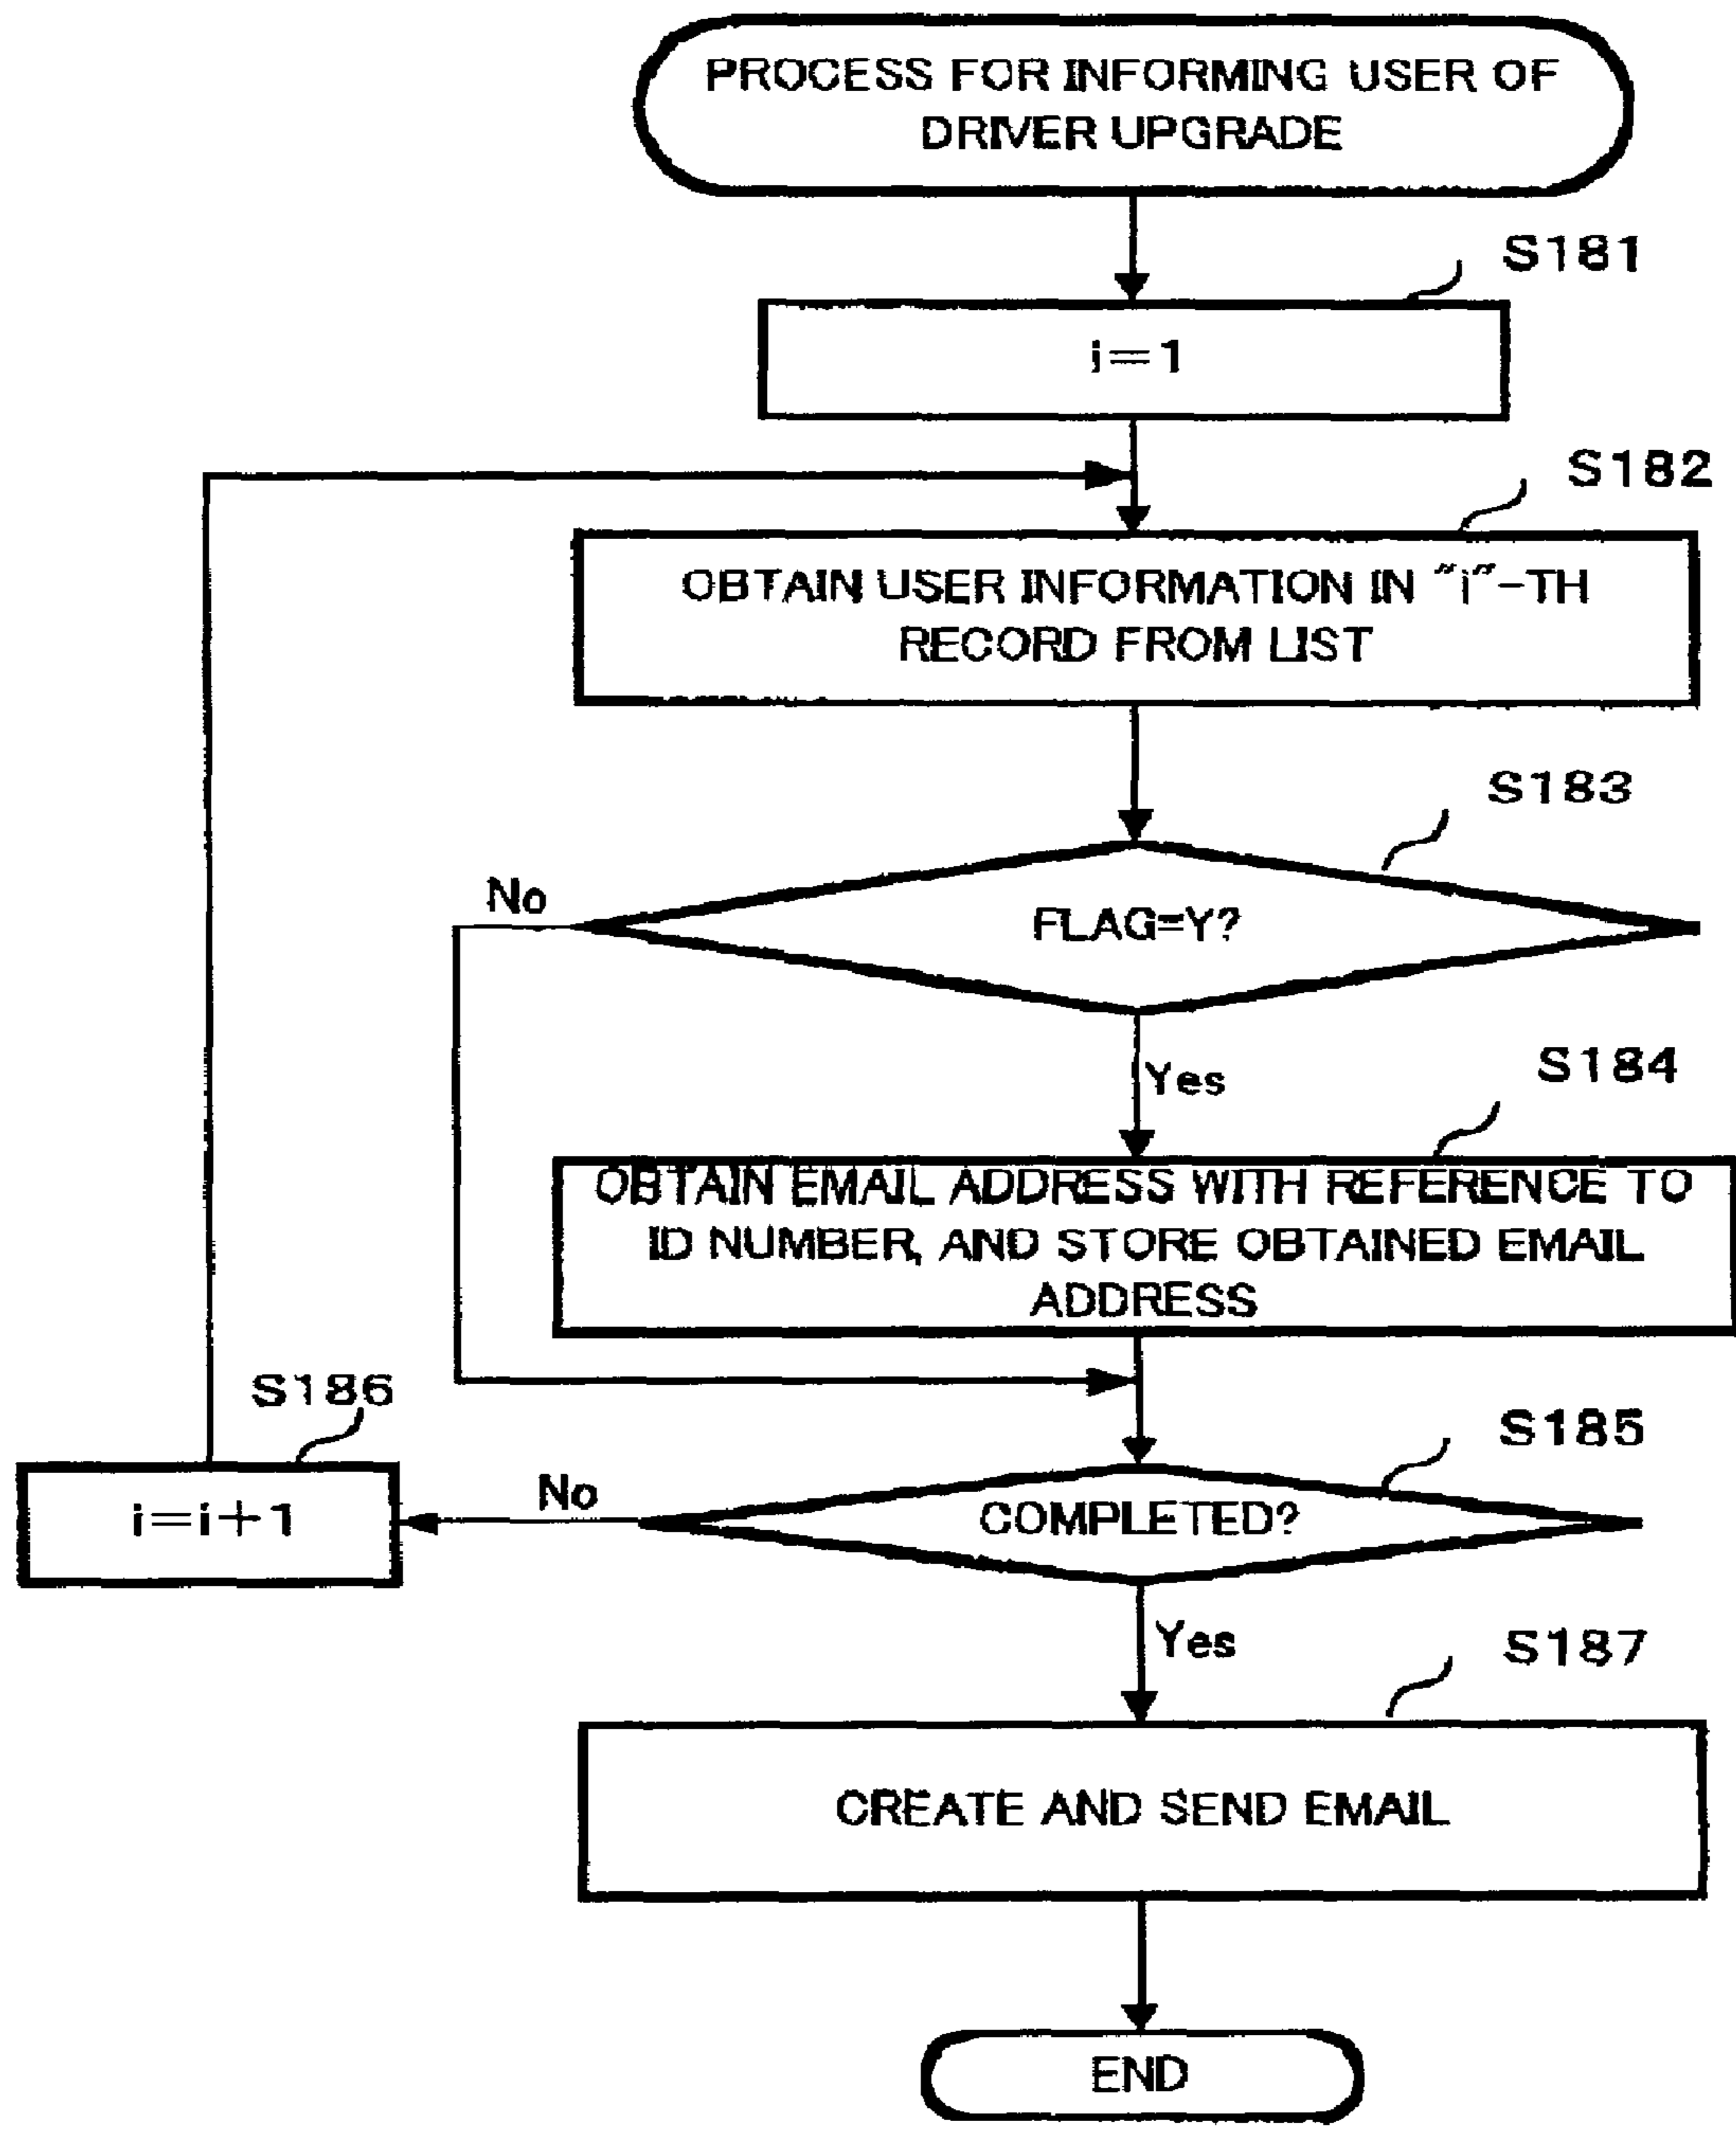 PROCESS FOR INFORMING USER OF
DRIVER UPGRADE
S181
i=1
S182
OBTAIN USER INFORMATION IN "i"-TH
RECORD FROM LIST
S183
No
FLAG=Y?
Yes
S184
OBTAIN EMAIL ADDRESS WITH REFERENCE TO
ID NUMBER, AND STORE OBTAINED EMAIL
ADDRESS
S186
S185
i=i+1
No
COMPLETED?
Yes
S187
CREATE AND SEND EMAIL
END